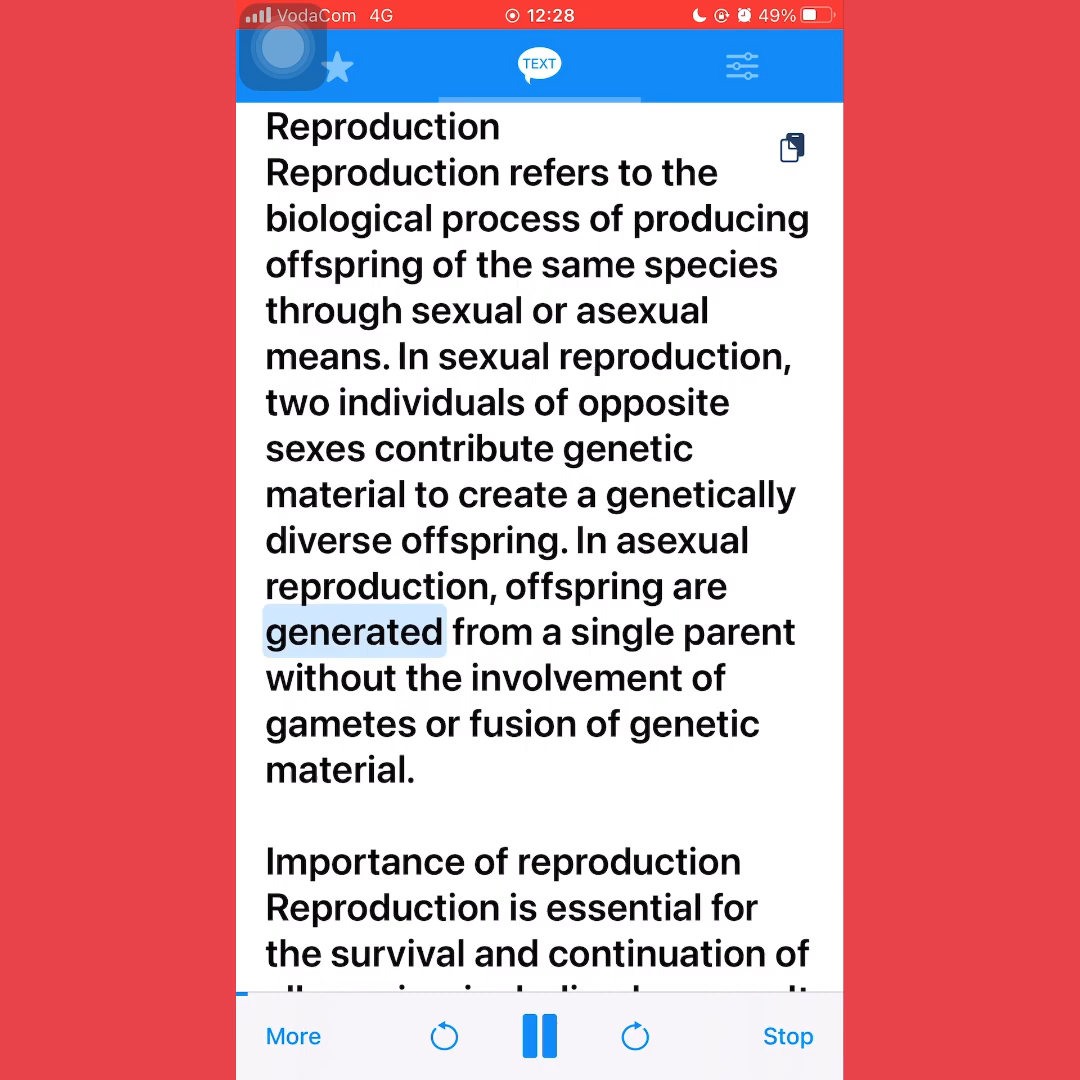 VodaCom 4G 12:28 49%
TEXT
Reproduction
Reproduction refers to the
biological process of producing
offspring of the same species
through sexual or asexual
means. In sexual reproduction,
two individuals of opposite
sexes contribute genetic
material to create a genetically
diverse offspring. In asexual
reproduction, offspring are
generated from a single parent
without the involvement of
gametes or fusion of genetic
material.
Importance of reproduction
Reproduction is essential for
the survival and continuation of
More Stop